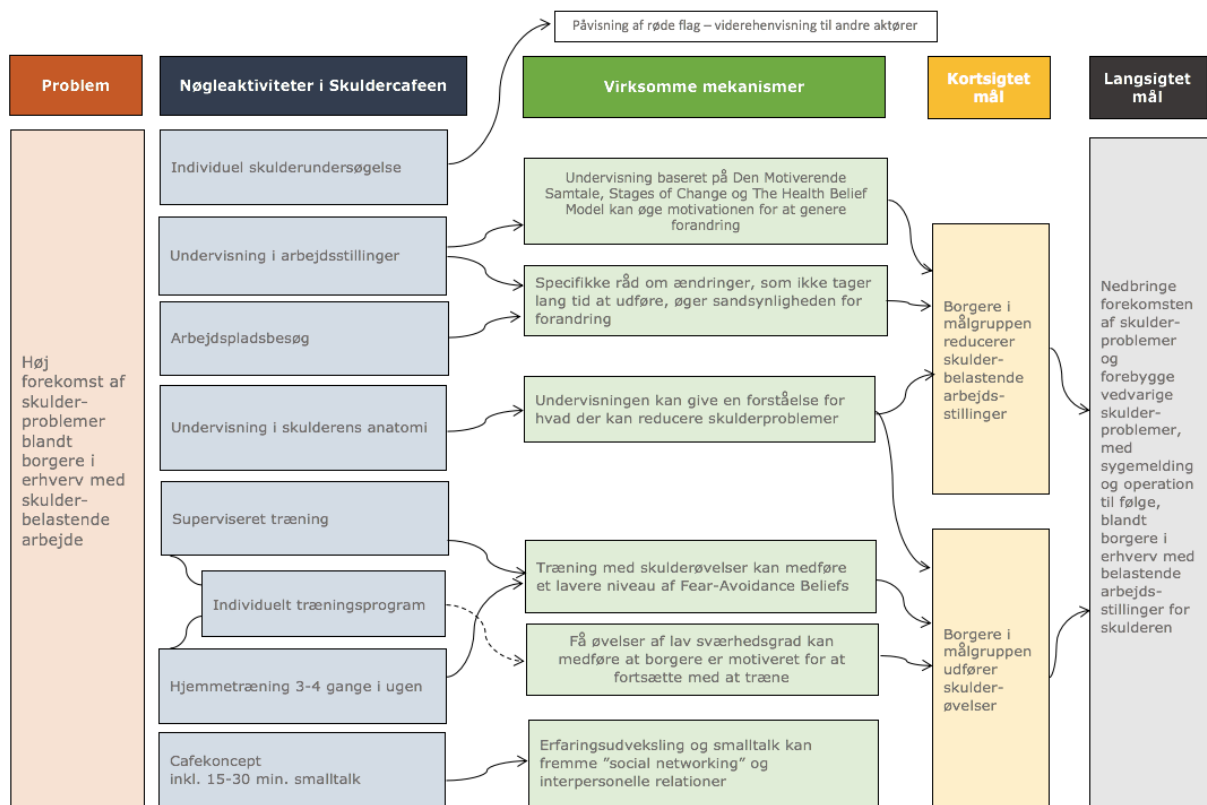 Påvisning af røde flag – viderehenvisning til andre aktører
Problem
Nøgleaktiviteter i Skuldercafeen
Virksomme mekanismer
Kortsigtet
mål
Langsigtet
mål
Høj
forekomst af
skulder-
problemer
blandt
borgere i
erhverv med
skulder-
belastende
arbejde
Individuel skulderundersøgelse
Undervisning i arbejdsstillinger
Arbejdspladsbesøg
Undervisning i skulderens anatomi
Superviseret træning
Individuelt træningsprogram
Hjemmetræning 3-4 gange i ugen
Cafekoncept
inkl. 15-30 min. smalltalk
Undervisning baseret på Den Motiverende
Samtale, Stages of Change og The Health Belief
Model kan øge motivationen for at genere
forandring
Specifikke råd om ændringer, som ikke tager
lang tid at udføre, øger sandsynligheden for
forandring
Undervisningen kan give en forståelse for
hvad der kan reducere skulderproblemer
Træning med skulderøvelser kan medføre
et lavere niveau af Fear-Avoidance Beliefs
Få øvelser af lav sværhedsgrad kan
medføre at borgere er motiveret for at
fortsætte med at træne
Erfaringsudveksling og smalltalk kan
fremme ”social networking” og
interpersonelle relationer
Borgere i
målgruppen
reducerer
skulder-
belastende
arbejds-
stillinger
Borgere i
målgruppen
udfører
skulder-
øvelser
Nedbringe
forekomsten
af skulder-
problemer
og
forebygge
vedvarige
skulder-
problemer,
med
sygemelding
og operation
til følge,
blandt
borgere i
erhverv med
belastende
arbejds-
stillinger for
skulderen